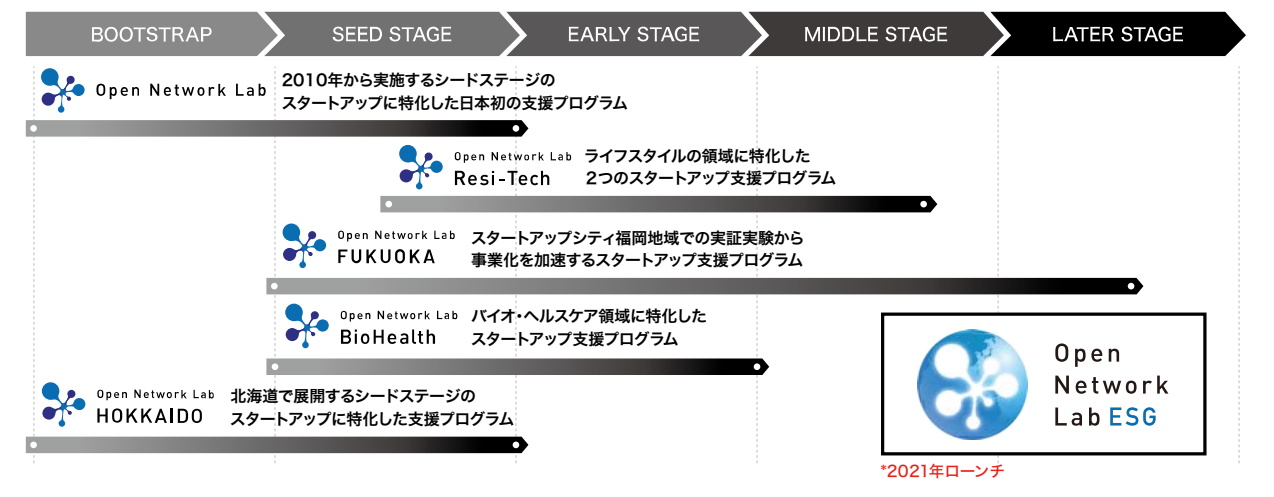 BOOTSTRAP
SEED STAGE
EARLY STAGE
MIDDLE STAGE
LATER STAGE
Open Network Lab
2010年から実施するシードステージの
スタートアップに特化した日本初の支援プログラム
Open Network Lab
Resi-Tech
ライフスタイルの領域に特化した
2つのスタートアップ支援プログラム
Open Network Lab
FUKUOKA
スタートアップシティ福岡地域での実証実験から
事業化を加速するスタートアップ支援プログラム
Open Network Lab
BioHealth
バイオ・ヘルスケア領域に特化した
スタートアップ支援プログラム
Open Network Lab
HOKKAIDO
北海道で展開するシードステージの
スタートアップに特化した支援プログラム
Open
Network
Lab ESG
*2021年ローンチ